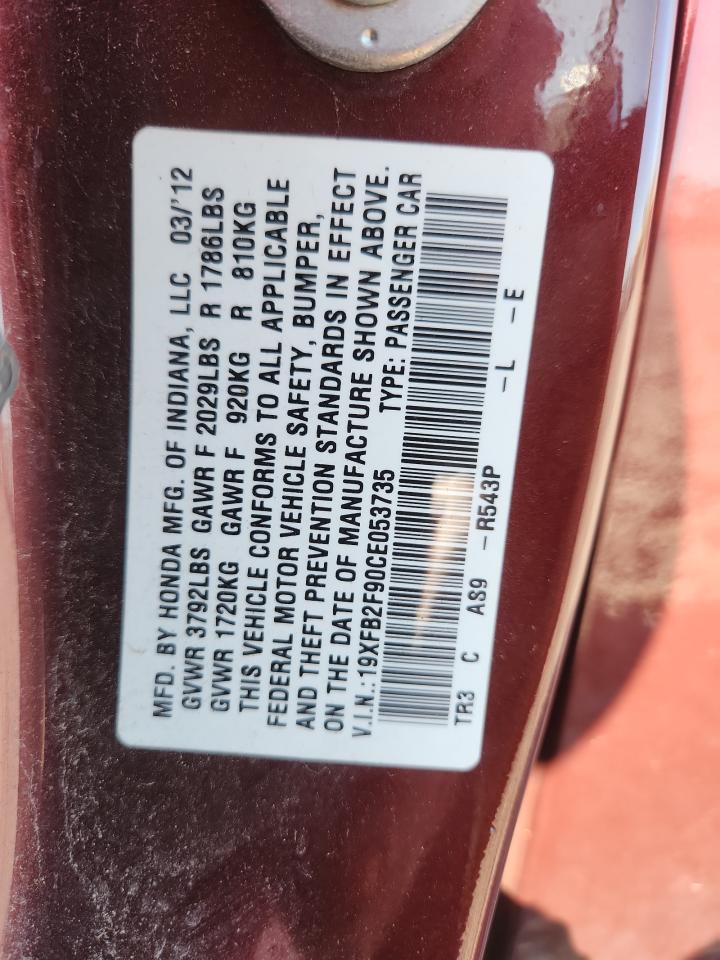 MFD. BY HONDA MFG. OF INDIANA, LLC 03/'12
GVWR 3792LBS GAWR F 2029LBS R 1786LBS
GVWR 1720KG GAWR F 920KG R 810KG
THIS VEHICLE CONFORMS TO ALL APPLICABLE
FEDERAL MOTOR VEHICLE SAFETY, BUMPER,
AND THEFT PREVENTION STANDARDS IN EFFECT
ON THE DATE OF MANUFACTURE SHOWN ABOVE.
V.I.N.:19XFB2F90CE053735 TYPE: PASSENGER CAR
TR3 C AS9 -R543P -L -E